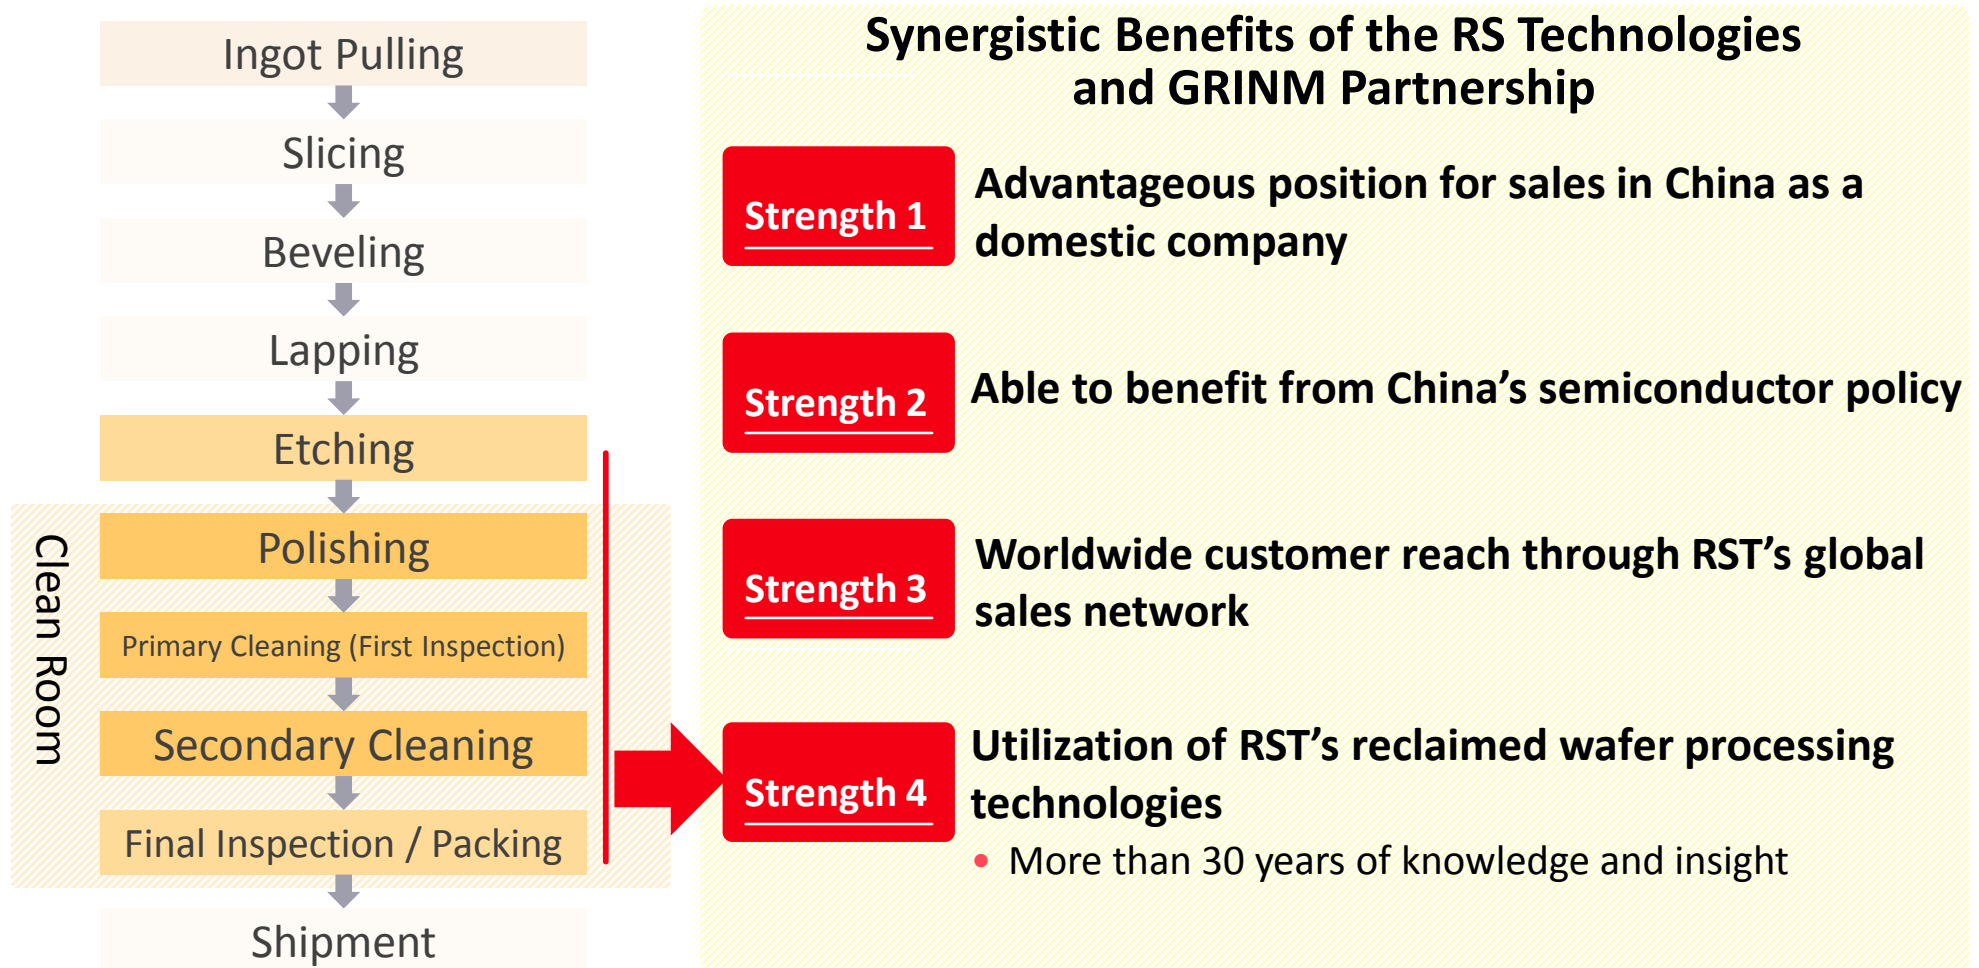 Ingot Pulling
Slicing
Beveling
Lapping
Etching
Clean Room
Polishing
Primary Cleaning (First Inspection)
Secondary Cleaning
Final Inspection / Packing
Shipment
Synergistic Benefits of the RS Technologies
and GRINM Partnership
Strength 1
Advantageous position for sales in China as a
domestic company
Strength 2
Able to benefit from China’s semiconductor policy
Strength 3
Worldwide customer reach through RST’s global
sales network
Strength 4
Utilization of RST’s reclaimed wafer processing
technologies
• More than 30 years of knowledge and insight